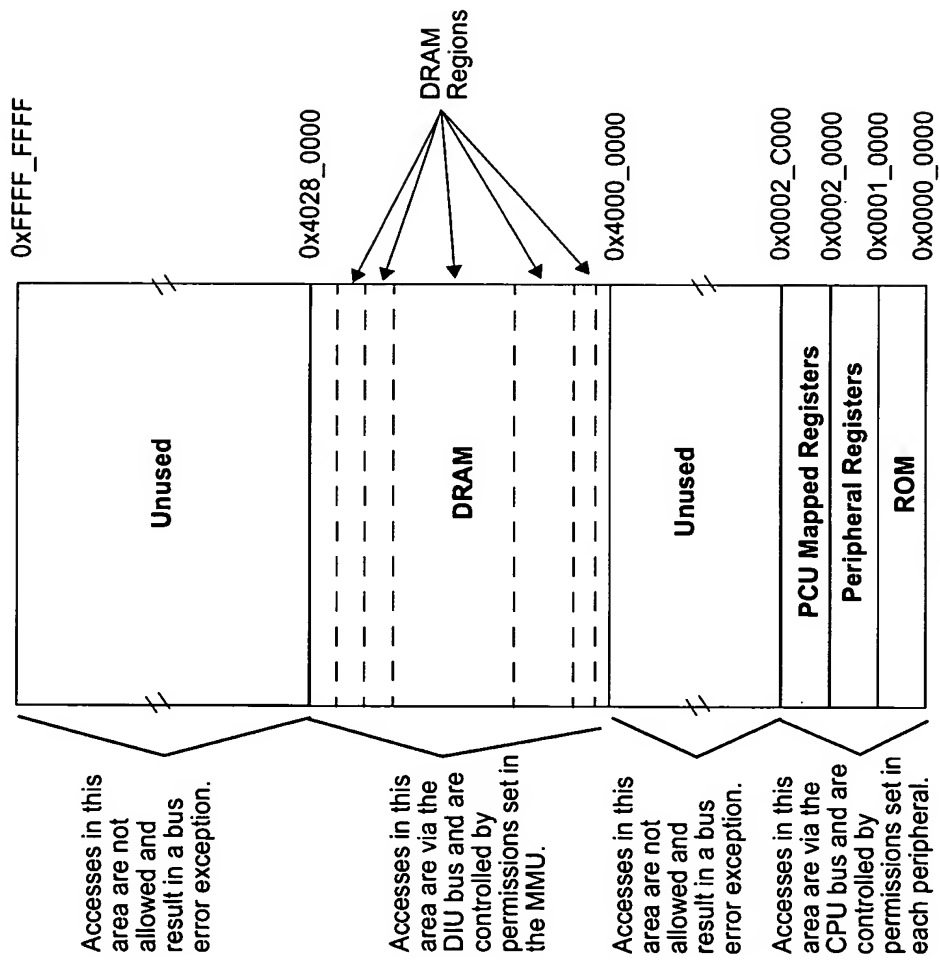 0xFFFF_FFFF
Unused
Accesses in this
area are not
allowed and
result in a bus
error exception.
0x4028_0000
DRAM
Regions
DRAM
Accesses in this
area are via the
DIU bus and are
controlled by
permissions set in
the MMU.
0x4000_0000
Unused
Accesses in this
area are not
allowed and
result in a bus
error exception.
0x0002_C000
PCU Mapped Registers
0x0002_0000
Peripheral Registers
0x0001_0000
ROM
0x0000_0000
Accesses in this
area are via the
CPU bus and are
controlled by
permissions set in
each peripheral.